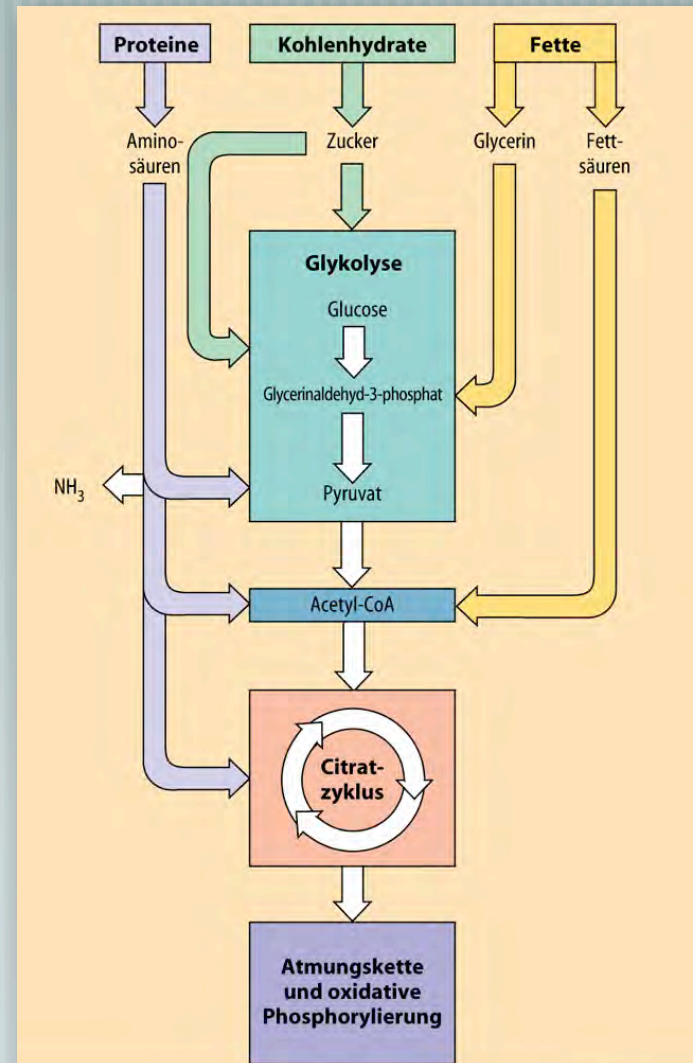 Proteine
Kohlenhydrate
Fette
Amino-
säuren
Zucker
Glycerin
Fett-
säuren
Glykolyse
Glucose
Glycerinaldehyd-3-phosphat
Pyruvat
NH₃
Acetyl-CoA
Citrat-
zyklus
Atmungskette
und oxidative
Phosphorylierung